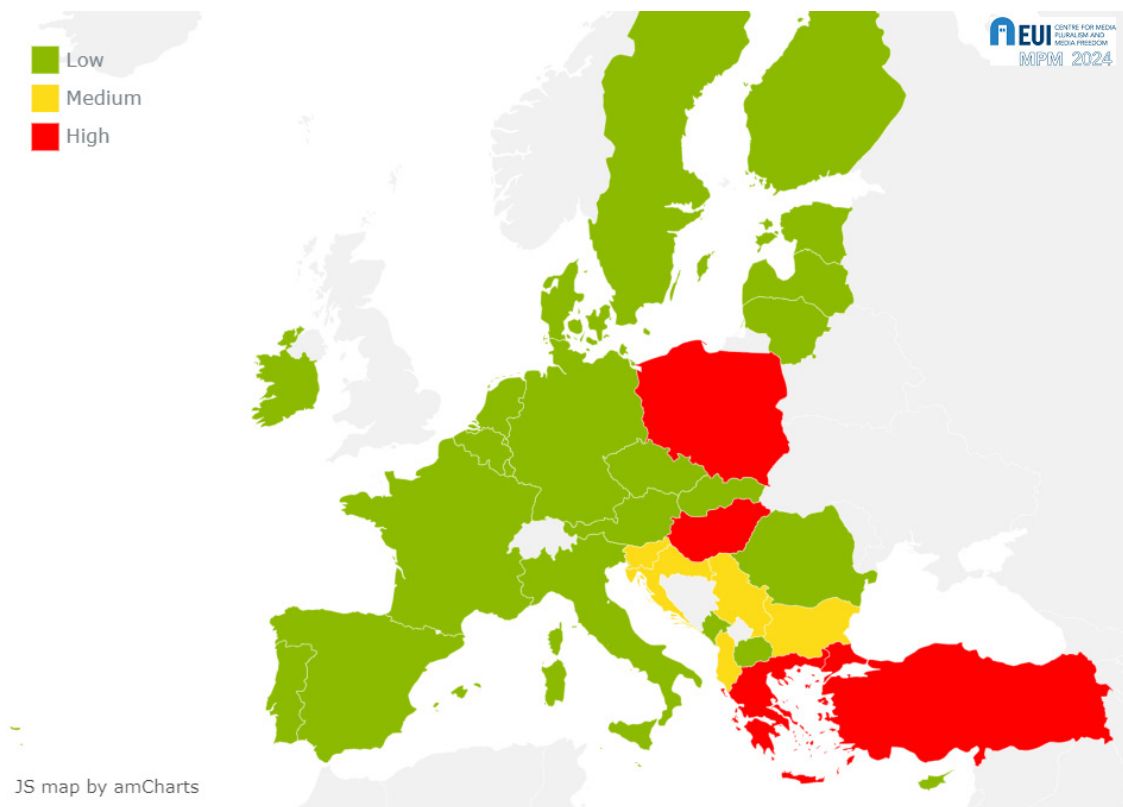 Low
Medium
High
EUI
CENTRE FOR MEDIA
PLURALISM AND
MEDIA FREEDOM
MPM 2024
JS map by amCharts